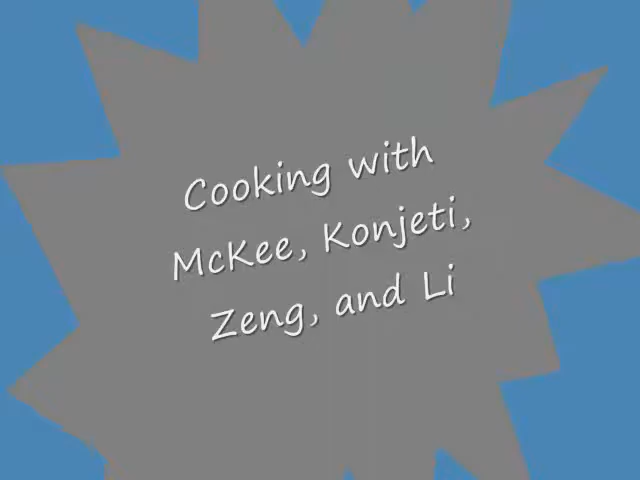 Cooking with
McKee, Konjeti,
Zeng, and Li